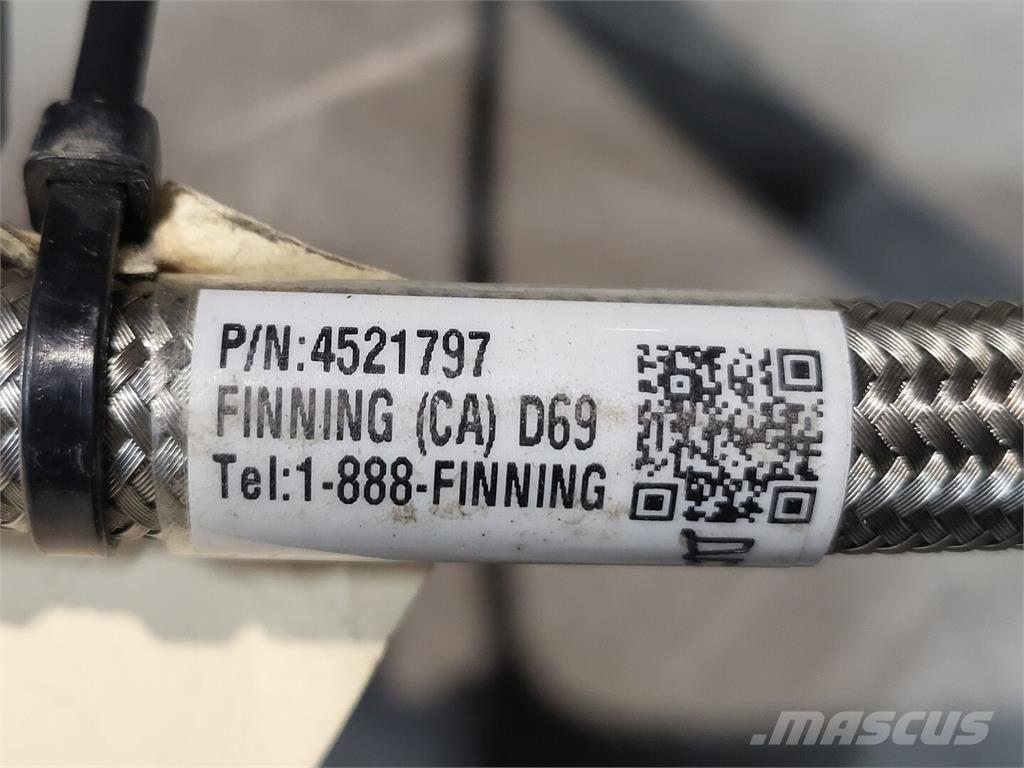 P/N:4521797
FINNING (CA) D69
Tel:1-888-FINNING
MASCUS